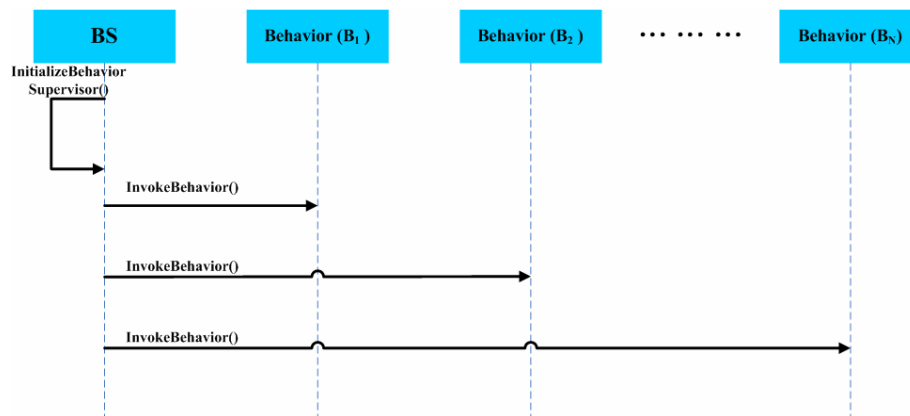 BS
Behavior (B₁ )
Behavior (B₂ )
... ... ...
Behavior (Bₙ)
InitializeBehavior
Supervisor()
InvokeBehavior()
InvokeBehavior()
InvokeBehavior()